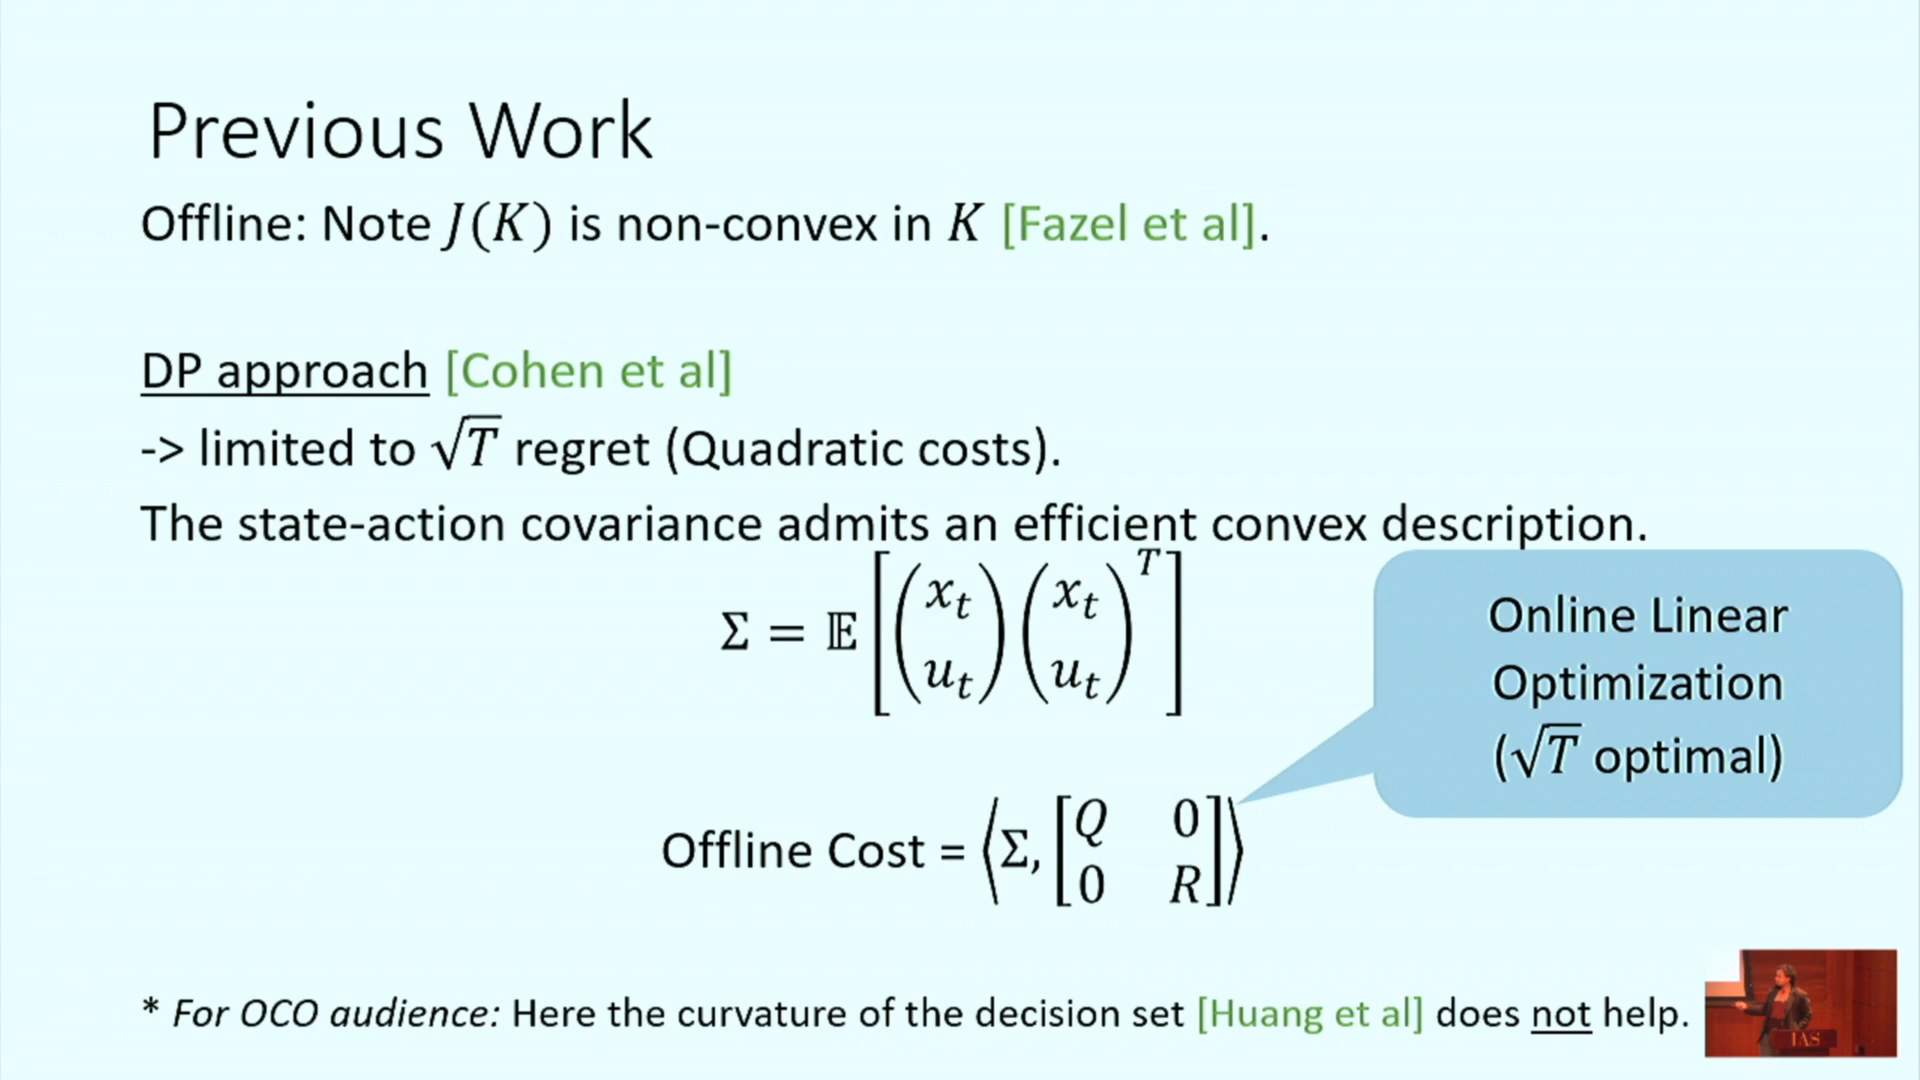 Previous Work
Offline: Note J(K) is non-convex in K [Fazel et al].
DP approach [Cohen et al]
-> limited to √T regret (Quadratic costs).
The state-action covariance admits an efficient convex description.
Σ = 𝔼[(x_t u_t)(x_t u_t)^T]
Online Linear
Optimization
(√T optimal)
Offline Cost = ⟨Σ, [Q 0 0 R]⟩
* For OCO audience: Here the curvature of the decision set [Huang et al] does not help.
IAS